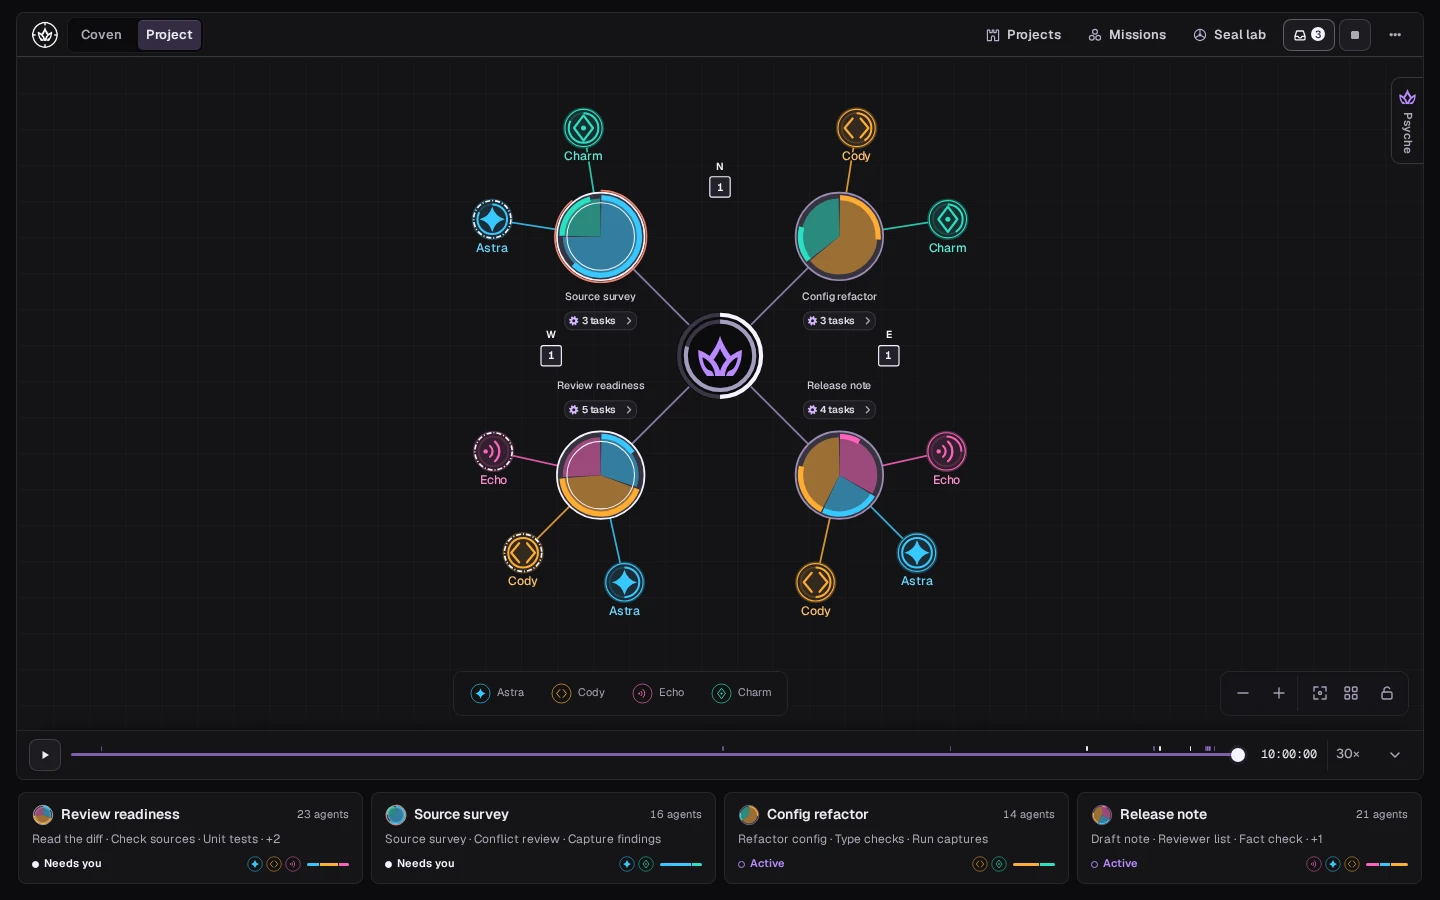 Coven Project Projects Missions Seal lab 3
Psyche
Charm
Cody
N
1
Astra
Charm
Source survey
3 tasks
Config refactor
3 tasks
W
1
E
1
Review readiness
5 tasks
Release note
4 tasks
Echo
Echo
Cody
Astra
Astra
Cody
Astra Cody Echo Charm
10:00:00 30×
Review readiness 23 agents
Read the diff · Check sources · Unit tests · +2
Needs you
Source survey 16 agents
Source survey · Conflict review · Capture findings
Needs you
Config refactor 14 agents
Refactor config · Type checks · Run captures
Active
Release note 21 agents
Draft note · Reviewer list · Fact check · +1
Active